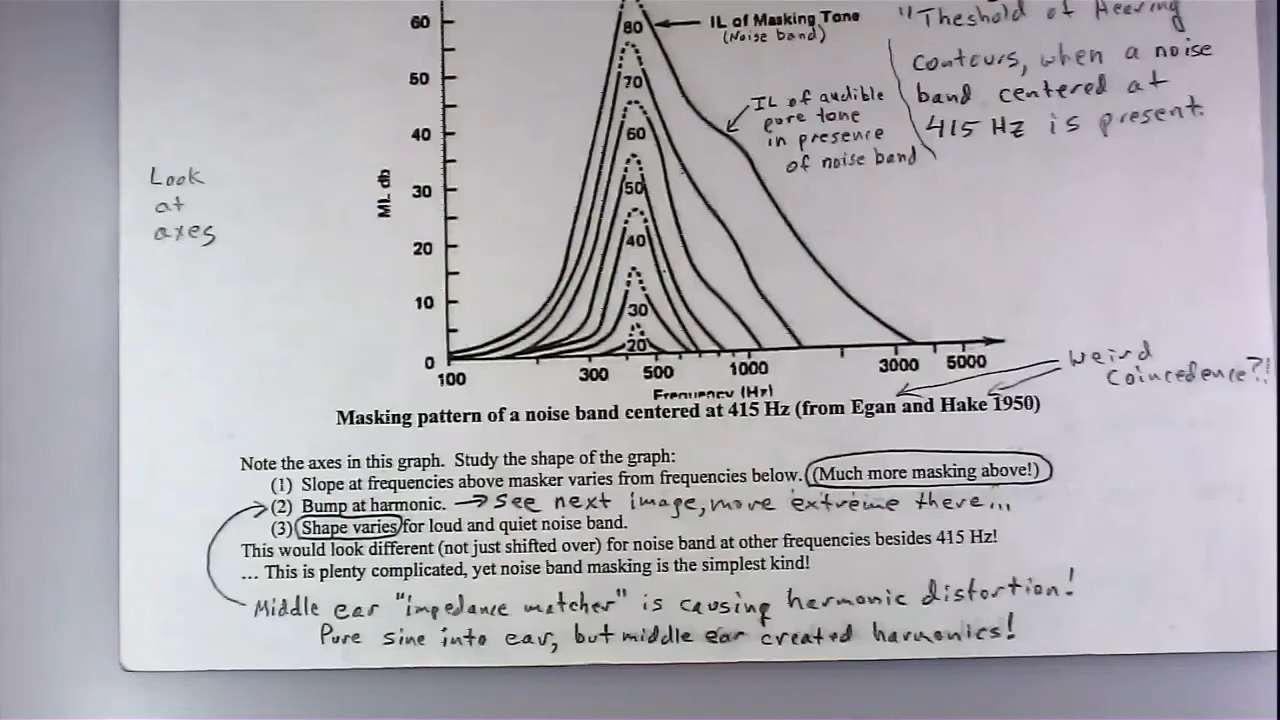 60
50
40
30
20
10
0
ML db
80
70
60
50
40
30
20
IL of Masking Tone
(Noise band)
IL of audible
pure tone
in presence
of noise band
"Theshold of Hearing
contours, when a noise
band centered at
415 Hz is present.
Look
at
axes
100
300
500
1000
3000
5000
Frequency (Hz)
Weird
coincedence?!
Masking pattern of a noise band centered at 415 Hz (from Egan and Hake 1950)
Note the axes in this graph. Study the shape of the graph:
(1) Slope at frequencies above masker varies from frequencies below. (Much more masking above!)
(2) Bump at harmonic. → See next image, more extreme there...
(3) Shape varies for loud and quiet noise band.
This would look different (not just shifted over) for noise band at other frequencies besides 415 Hz!
... This is plenty complicated, yet noise band masking is the simplest kind!
Middle ear "impedance matcher" is causing harmonic distortion!
Pure sine into ear, but middle ear created harmonics!